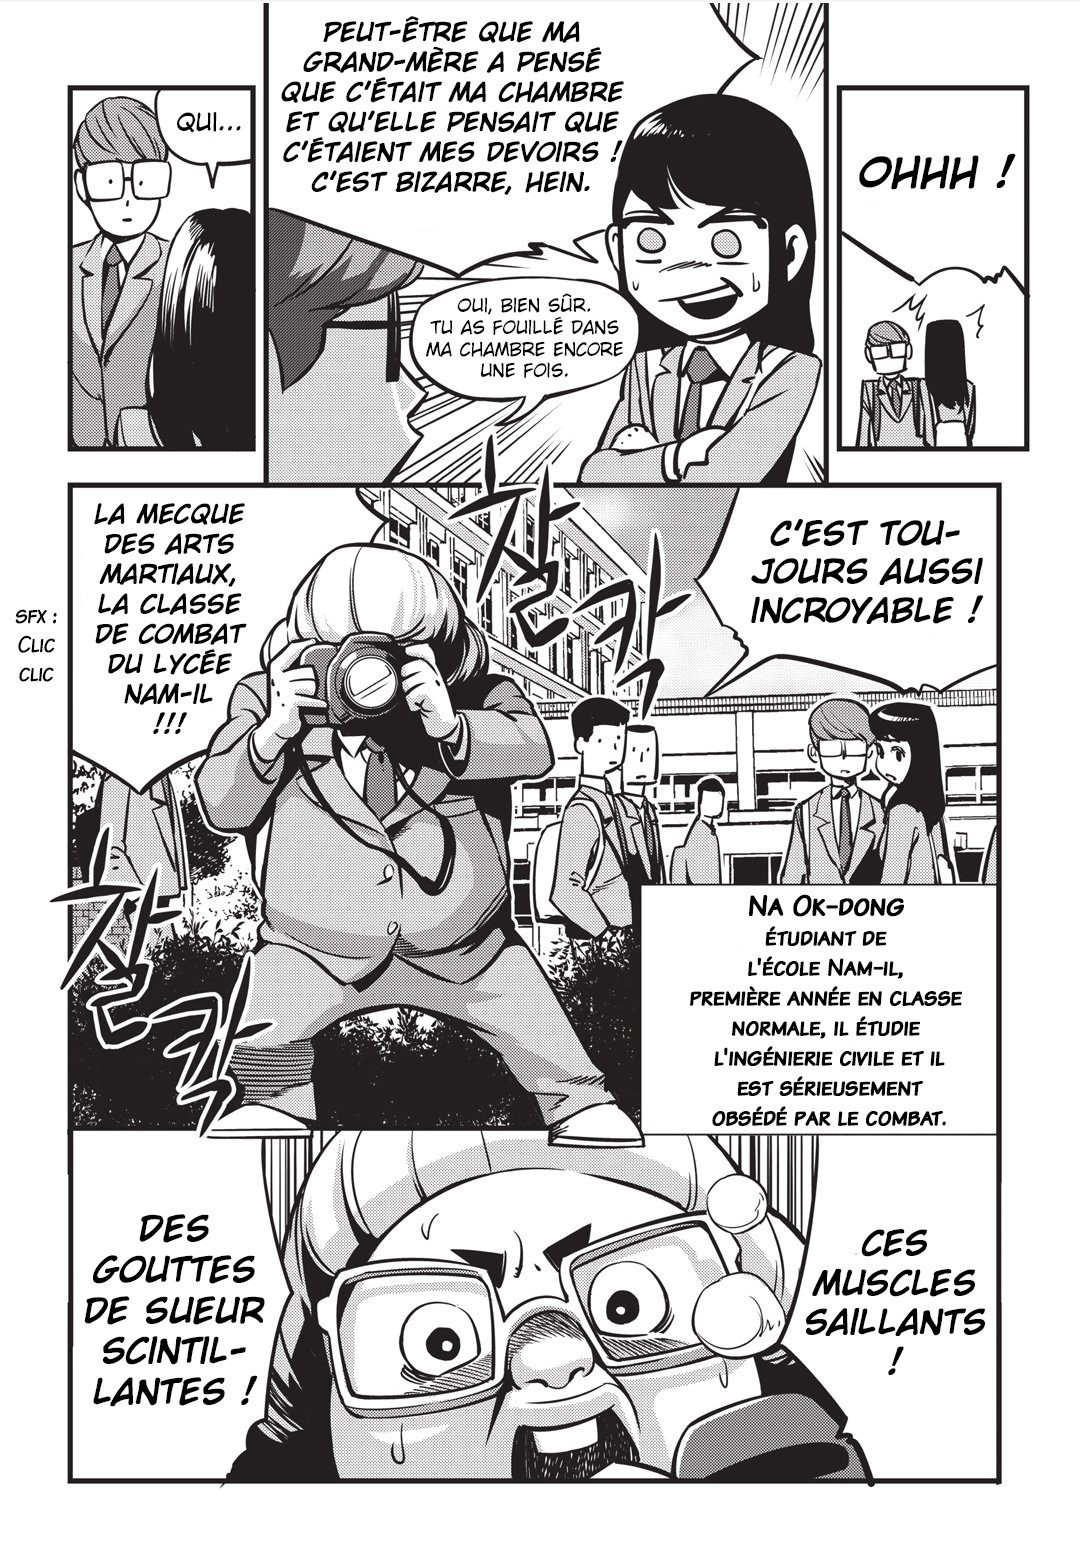 QUI...
PEUT-ÊTRE QUE MA
GRAND-MÈRE A PENSÉ
QUE C'ÉTAIT MA CHAMBRE
ET QU'ELLE PENSAIT QUE
C'ÉTAIENT MES DEVOIRS !
C'EST BIZARRE, HEIN.
OUI, BIEN SÛR.
TU AS FOUILLÉ DANS
MA CHAMBRE ENCORE
UNE FOIS.
OHHH !
LA MECQUE
DES ARTS
MARTIAUX,
LA CLASSE
DE COMBAT
DU LYCÉE
NAM-IL
!!!
SFX :
CLIC
CLIC
찰칵
찰칵
C'EST TOU-
JOURS AUSSI
INCROYABLE !
NA OK-DONG
ÉTUDIANT DE
L'ÉCOLE NAM-IL,
PREMIÈRE ANNÉE EN CLASSE
NORMALE, IL ÉTUDIE
L'INGÉNIERIE CIVILE ET IL
EST SÉRIEUSEMENT
OBSÉDÉ PAR LE COMBAT.
DES
GOUTTES
DE SUEUR
SCINTIL-
LANTES !
CES
MUSCLES
SAILLANTS
!